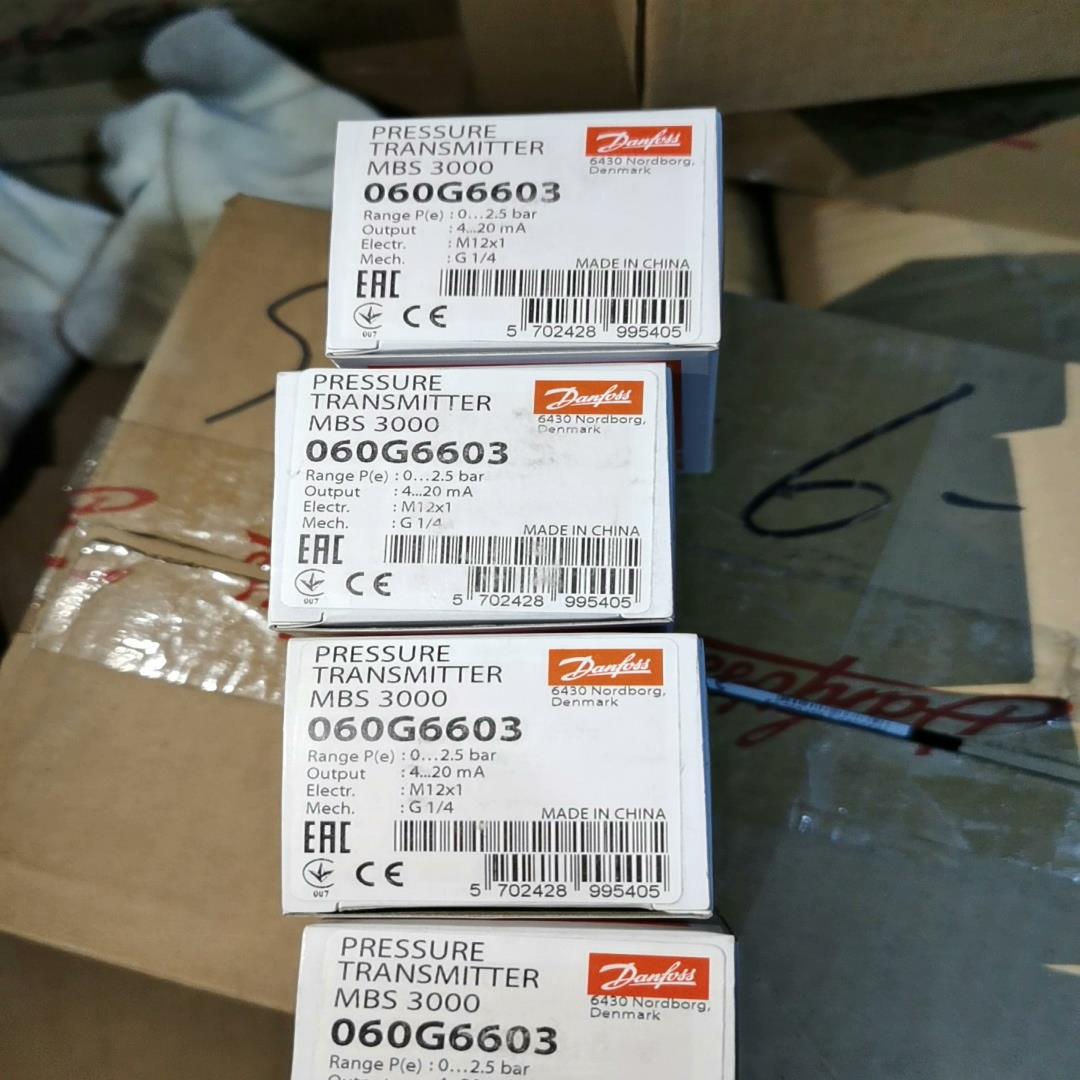 PRESSURE
TRANSMITTER
MBS 3000
060G6603
Danfoss
6430 Nordborg,
Denmark
Range P(e) : 0...2.5 bar
Output : 4...20 mA
Electr. : M12x1
Mech. : G 1/4
MADE IN CHINA
EAC
007
CE
5 702428 995405
PRESSURE
TRANSMITTER
MBS 3000
060G6603
Danfoss
6430 Nordborg,
Denmark
Range P(e) : 0...2.5 bar
Output : 4...20 mA
Electr. : M12x1
Mech. : G 1/4
MADE IN CHINA
EAC
007
CE
5 702428 995405
PRESSURE
TRANSMITTER
MBS 3000
060G6603
Danfoss
6430 Nordborg,
Denmark
Range P(e) : 0...2.5 bar
Output : 4...20 mA
Electr. : M12x1
Mech. : G 1/4
MADE IN CHINA
EAC
007
CE
5 702428 995405
PRESSURE
TRANSMITTER
MBS 3000
060G6603
Danfoss
6430 Nordborg,
Denmark
Range P(e) : 0...2.5 bar
6-